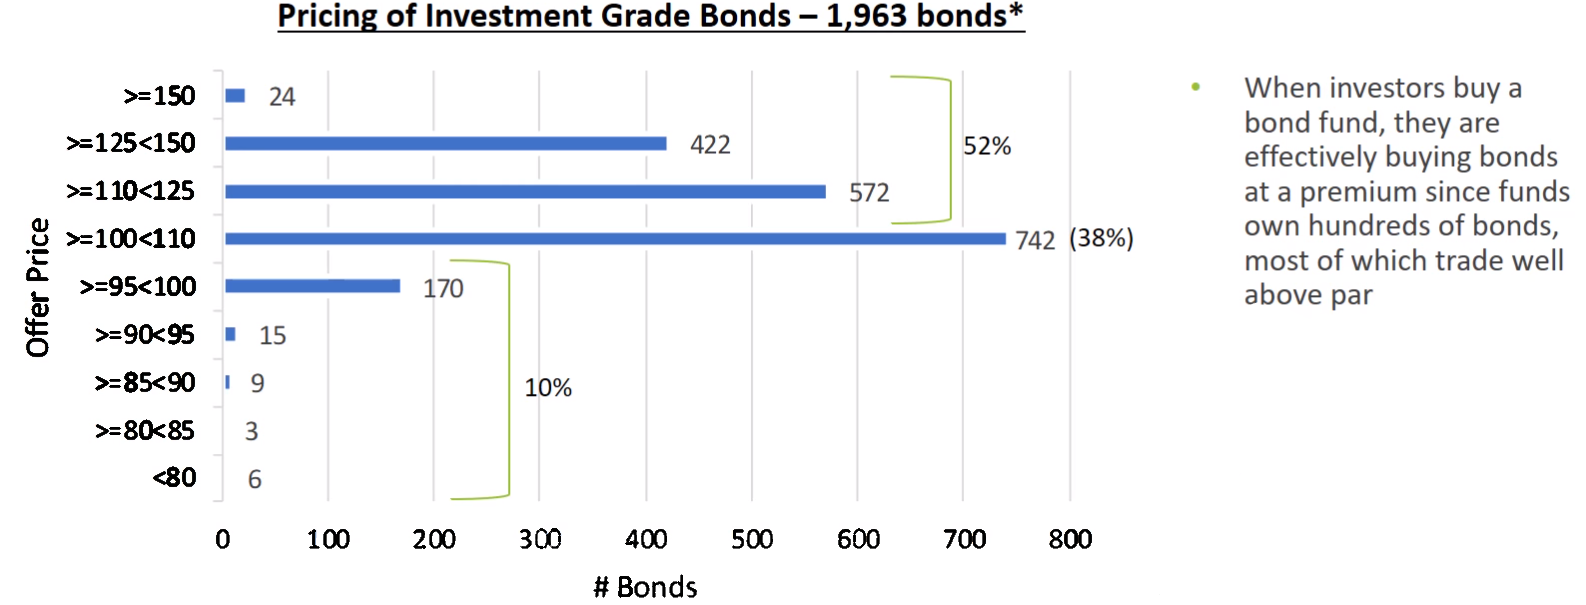 Pricing of Investment Grade Bonds – 1,963 bonds*
>=150 24
>=125<150 422
52%
>=110<125 572
>=100<110 742 (38%)
>=95<100 170
>=90<95 15
>=85<90 9
10%
>=80<85 3
<80 6
Offer Price
0 100 200 300 400 500 600 700 800
# Bonds
• When investors buy a
bond fund, they are
effectively buying bonds
at a premium since funds
own hundreds of bonds,
most of which trade well
above par